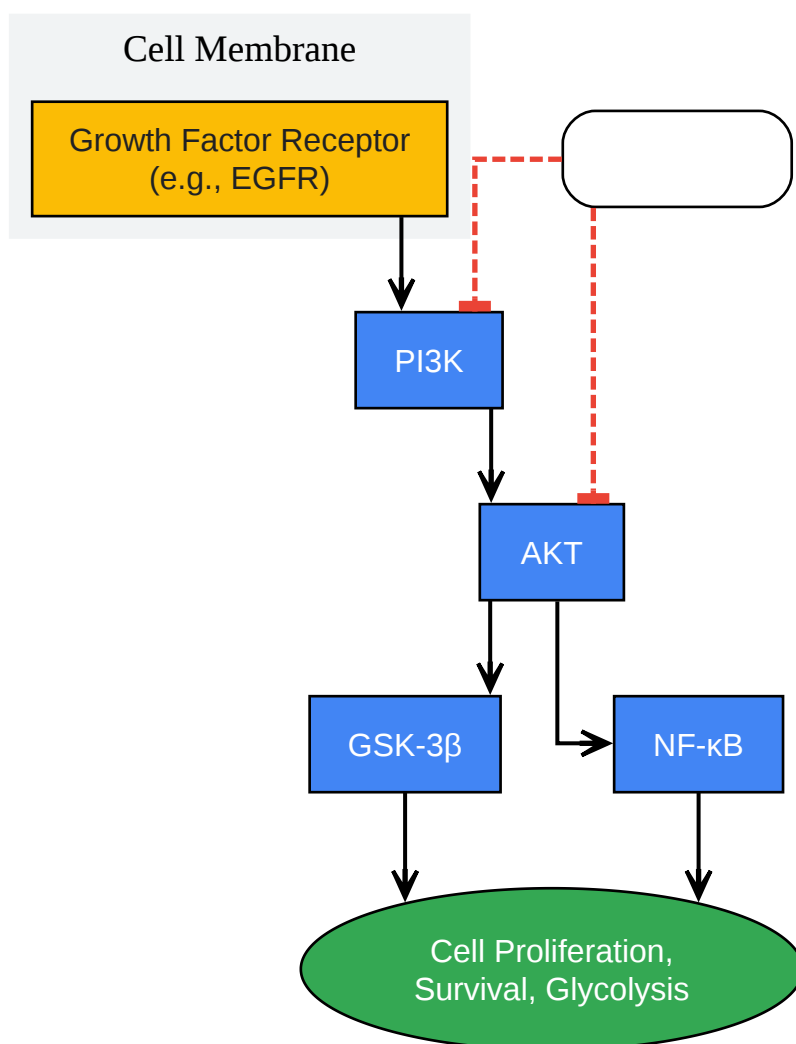 Cell Membrane
Growth Factor Receptor
(e.g., EGFR)
PI3K
AKT
GSK-3β
NF-κB
Cell Proliferation,
Survival, Glycolysis